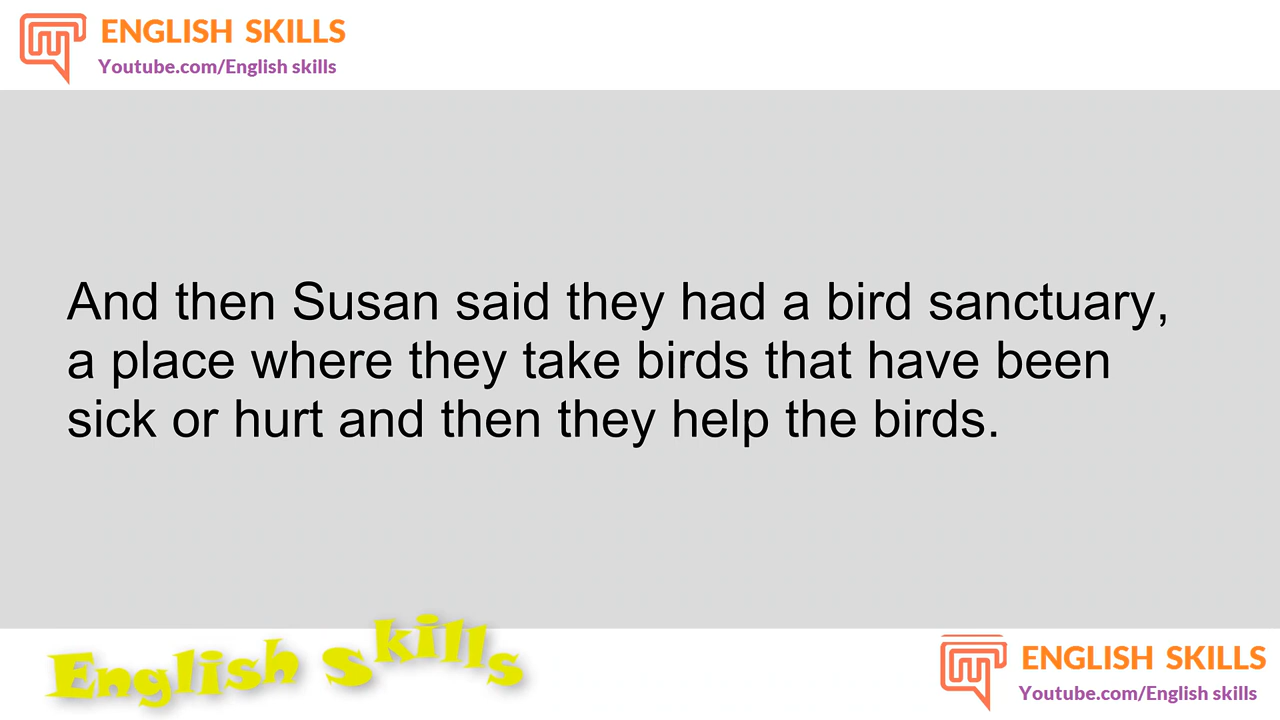 ENGLISH SKILLS
Youtube.com/English skills
And then Susan said they had a bird sanctuary,
a place where they take birds that have been
sick or hurt and then they help the birds.
English Skills
ENGLISH SKILLS
Youtube.com/English skills